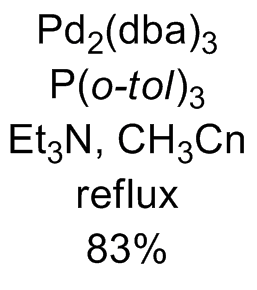 Pd₂(dba)₃
P(o-tol)₃
Et₃N, CH₃Cn
reflux
83%